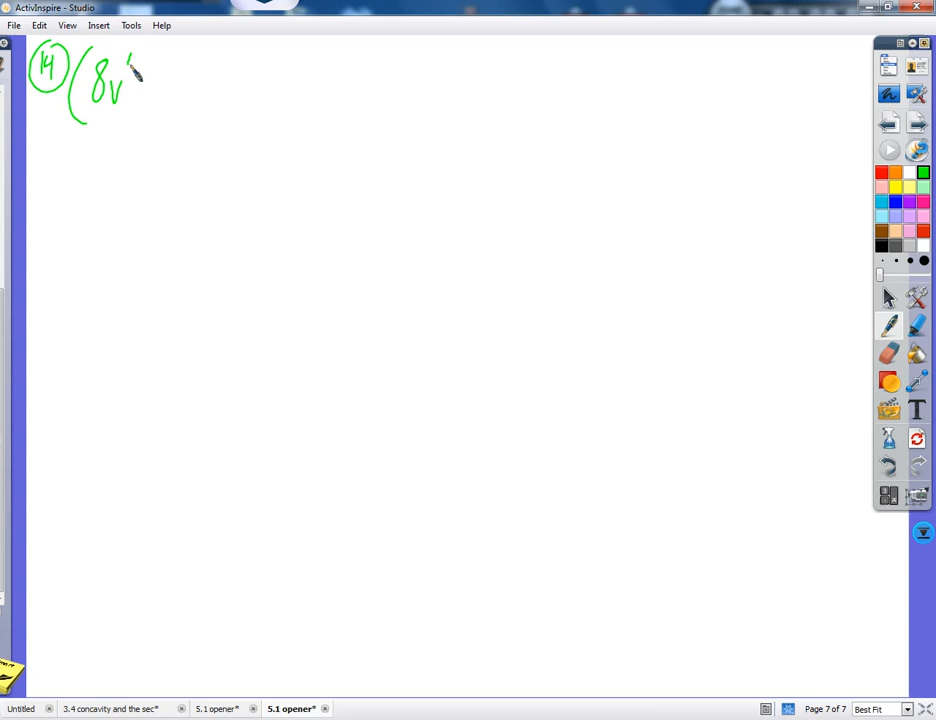 ActivInspire - Studio
File Edit View Insert Tools Help
14 (8v
Untitled 3.4 concavity and the sec* 5.1 opener* 5.1 opener* Page 7 of 7 Best Fit